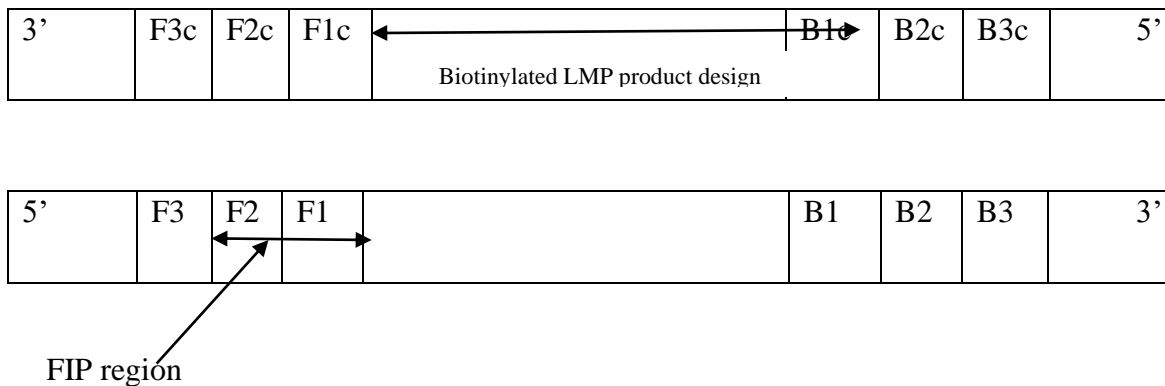 3’ F3c F2c F1c B1c B2c B3c 5’
Biotinylated LMP product design
5’ F3 F2 F1 B1 B2 B3 3’
FIP region